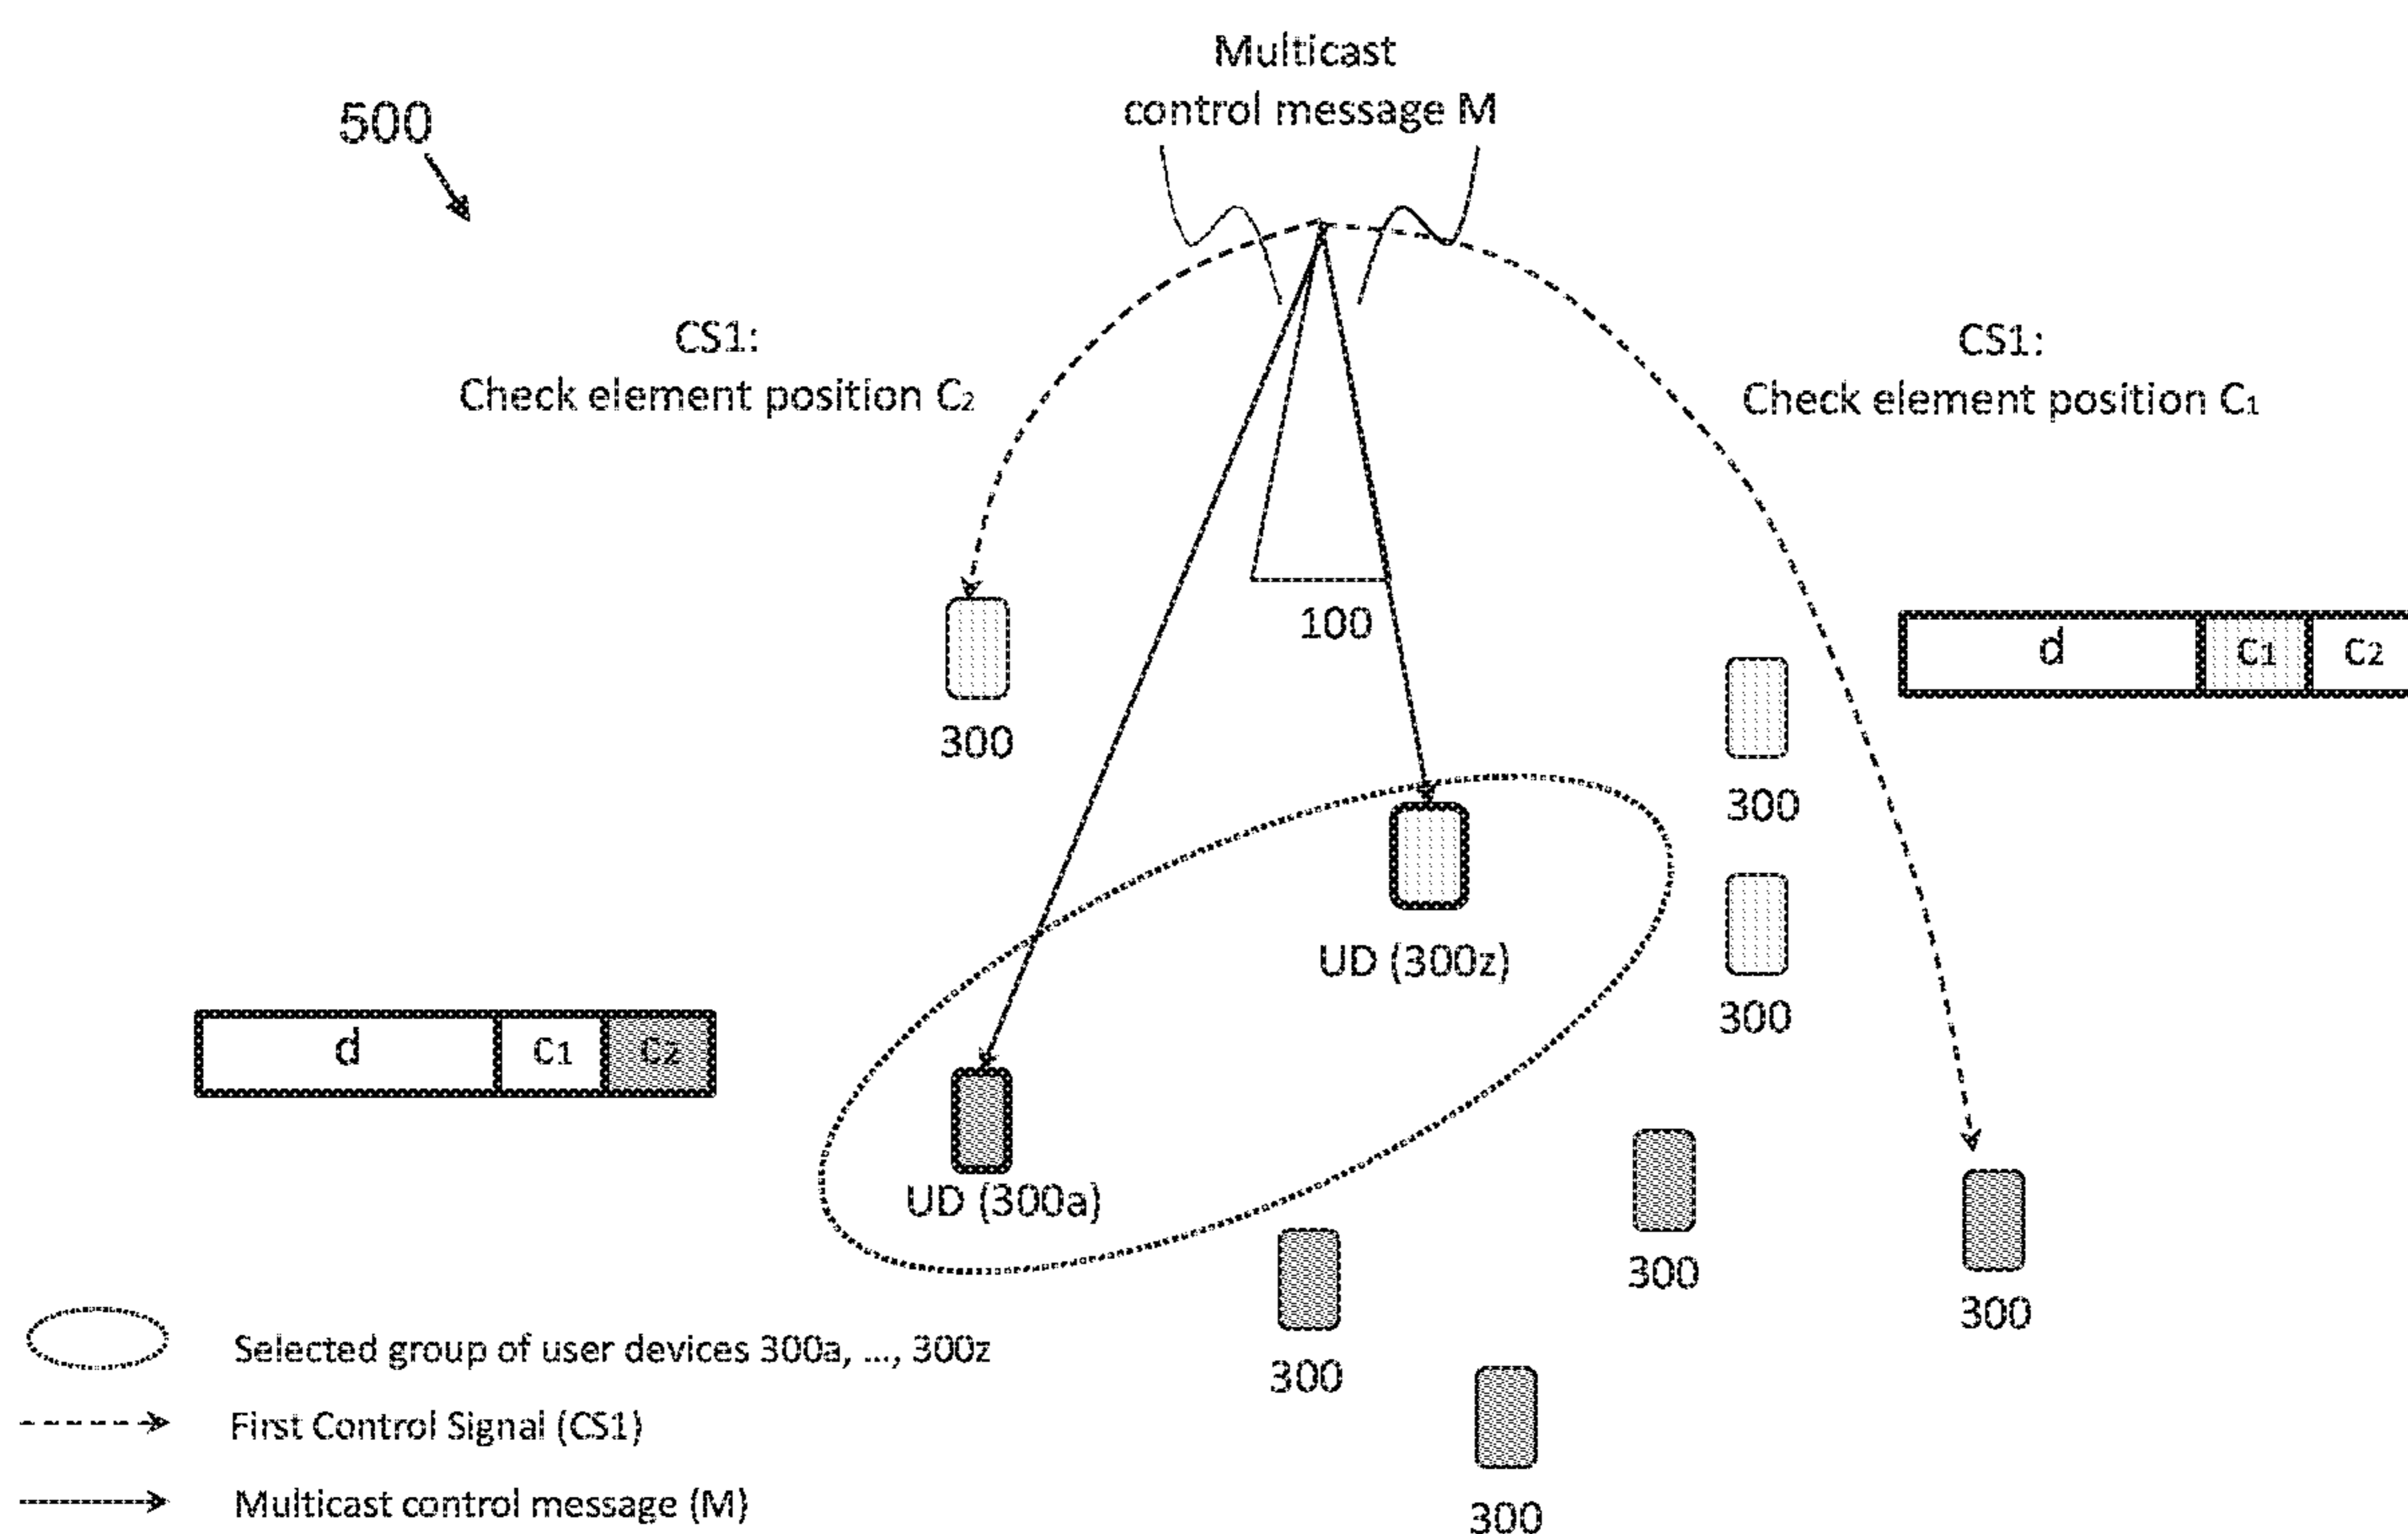 Multicast
control message M
500
CS1:
Check element position C₂
CS1:
Check element position C₁
100
d c₁ c₂
300
300
UD (300z)
300
d c₁ c₂
UD (300a)
300
300
300
300
Selected group of user devices 300a, ..., 300z
First Control Signal (CS1)
Multicast control message (M)